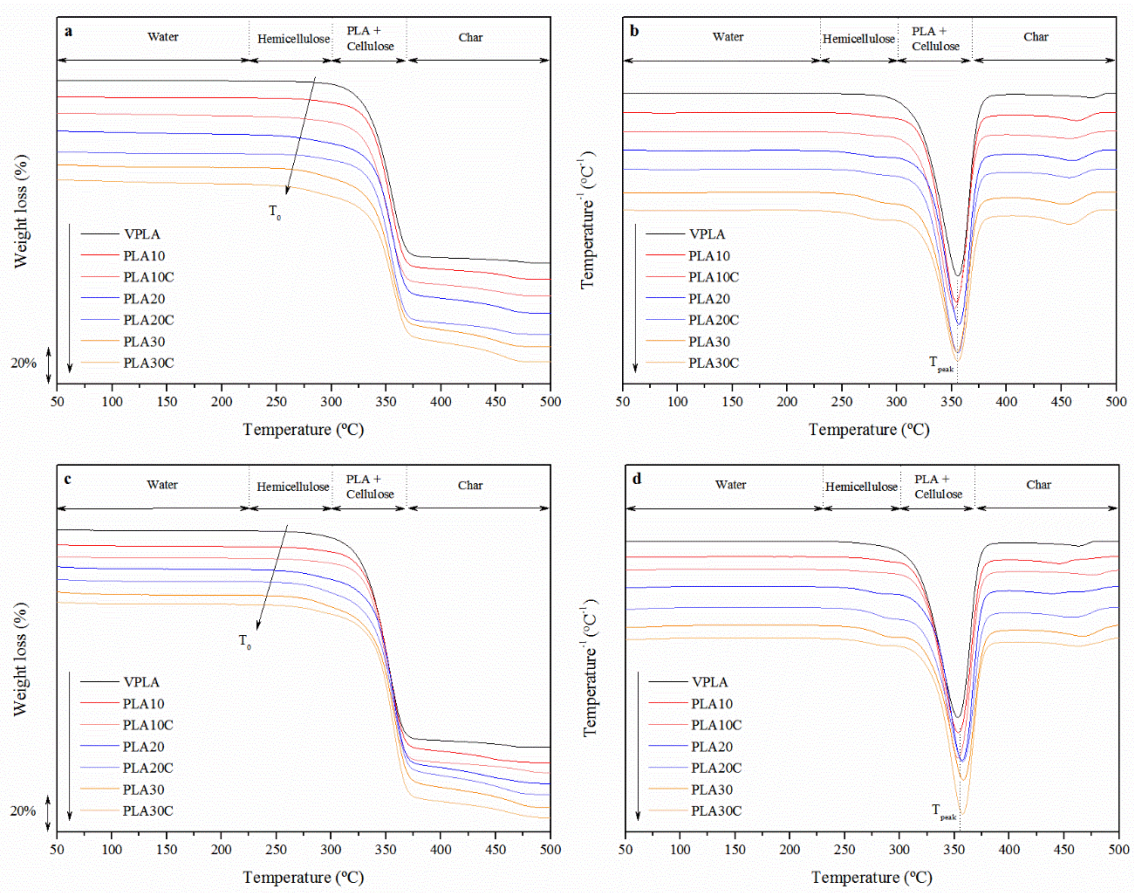 a
Water
Hemicellulose
PLA +
Cellulose
Char
Weight loss (%)
T0
VPLA
PLA10
PLA10C
PLA20
PLA20C
PLA30
PLA30C
20%
50 100 150 200 250 300 350 400 450 500
Temperature (ºC)
b
Water
Hemicellulose
PLA +
Cellulose
Char
Temperature-1 (ºC-1)
VPLA
PLA10
PLA10C
PLA20
PLA20C
PLA30
PLA30C
Tpeak
50 100 150 200 250 300 350 400 450 500
Temperature (ºC)
c
Water
Hemicellulose
PLA +
Cellulose
Char
Weight loss (%)
T0
VPLA
PLA10
PLA10C
PLA20
PLA20C
PLA30
PLA30C
20%
50 100 150 200 250 300 350 400 450 500
Temperature (ºC)
d
Water
Hemicellulose
PLA +
Cellulose
Char
Temperature-1 (ºC-1)
VPLA
PLA10
PLA10C
PLA20
PLA20C
PLA30
PLA30C
Tpeak
50 100 150 200 250 300 350 400 450 500
Temperature (ºC)